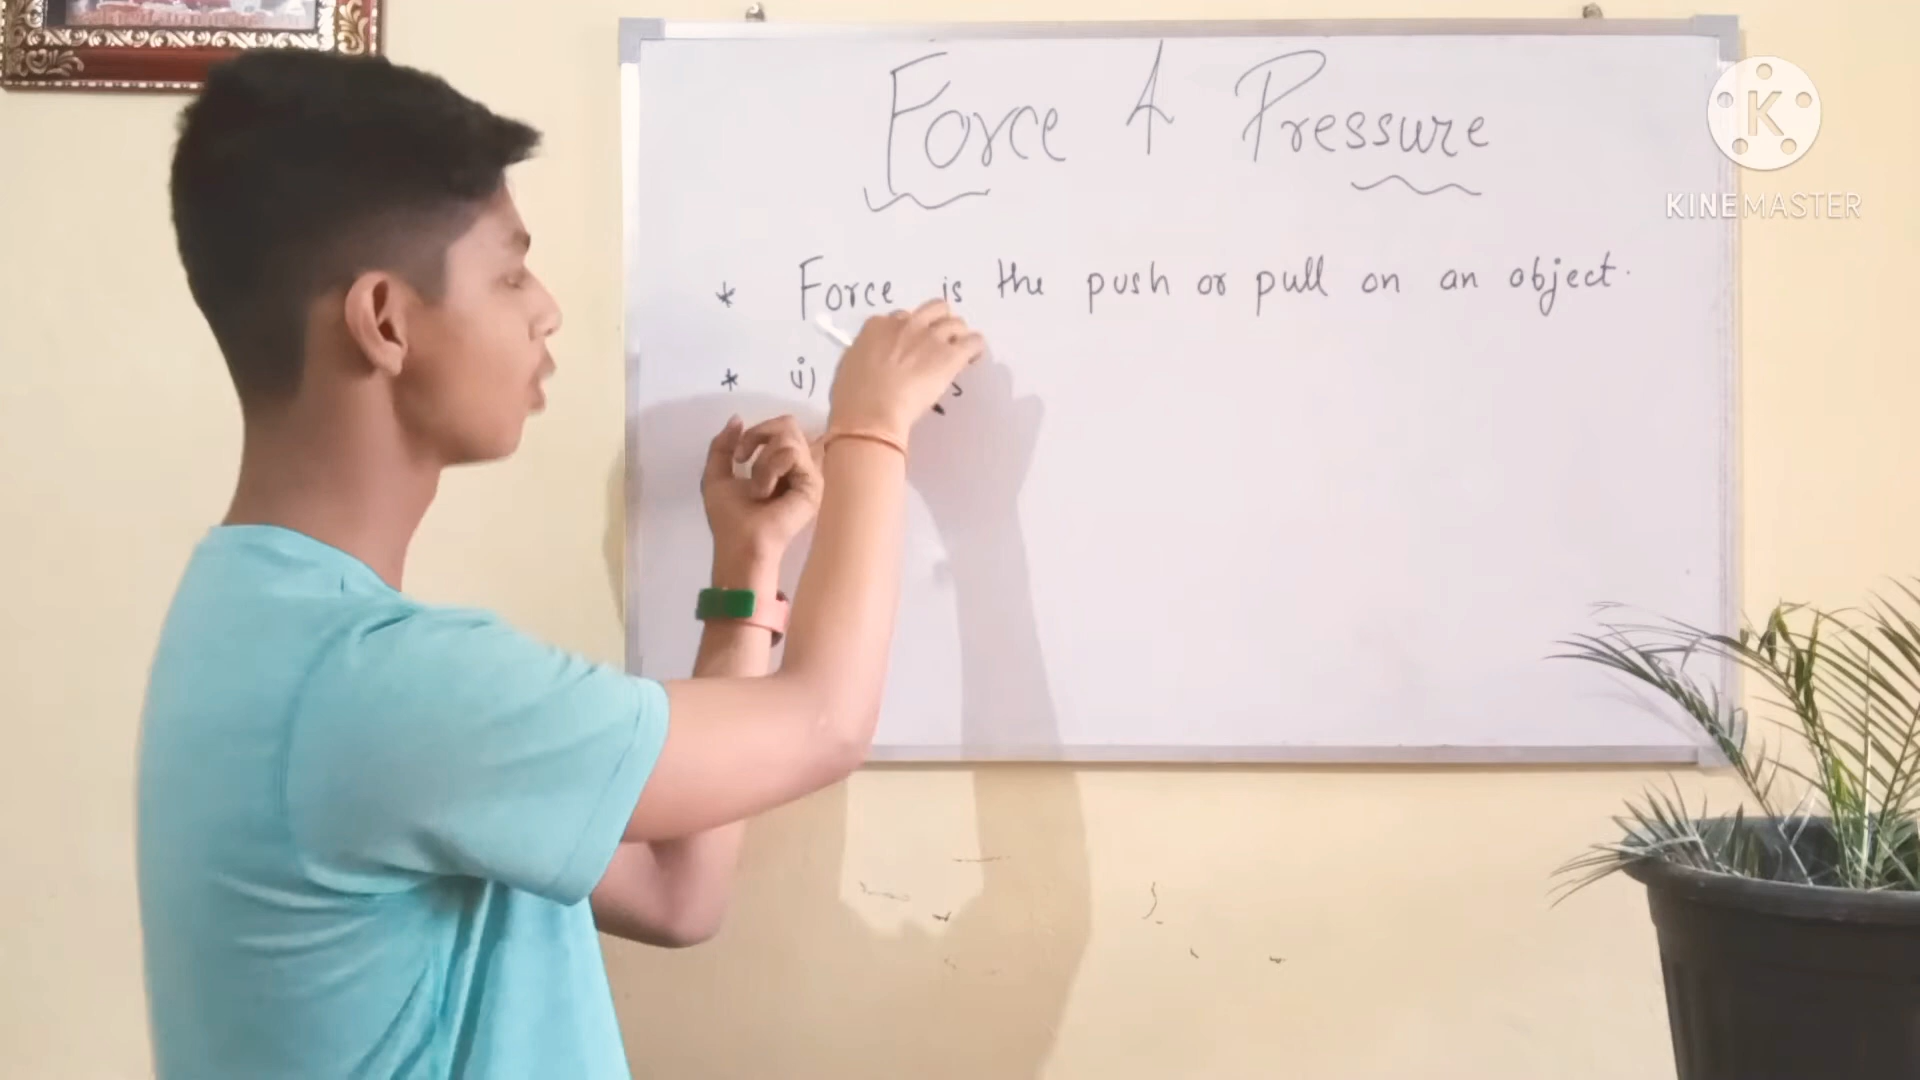 Force & Pressure
* Force is the push or pull on an object.
* i)
K
KINEMASTER